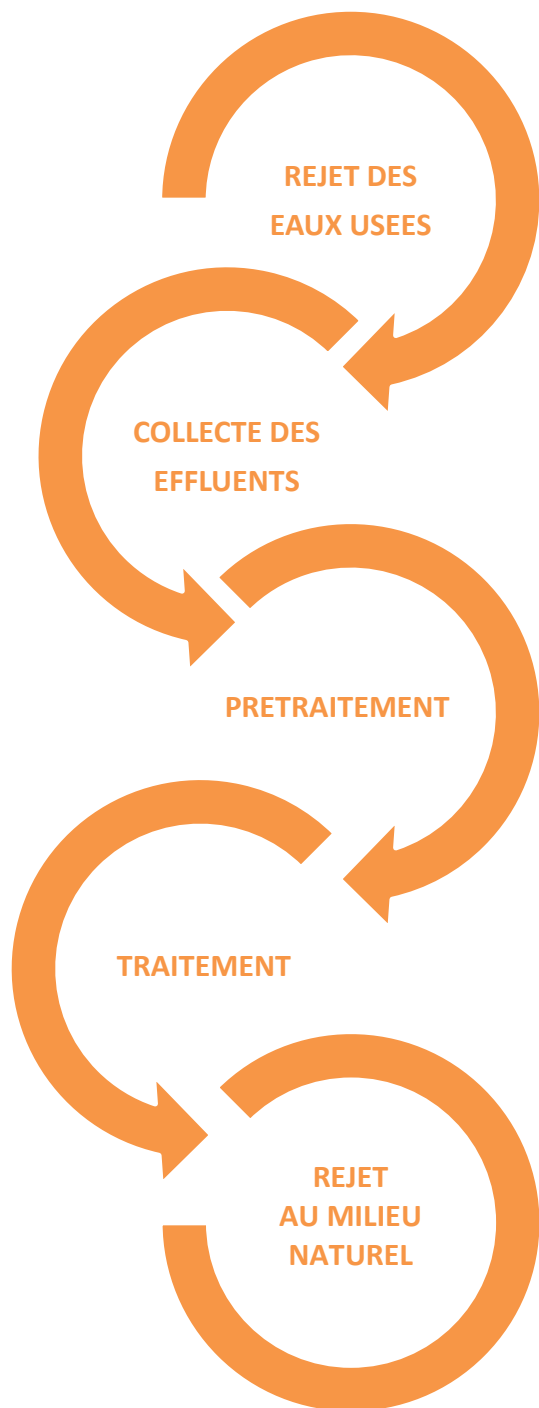 REJET DES
EAUX USEES
COLLECTE DES
EFFLUENTS
PRETRAITEMENT
TRAITEMENT
REJET
AU MILIEU
NATUREL